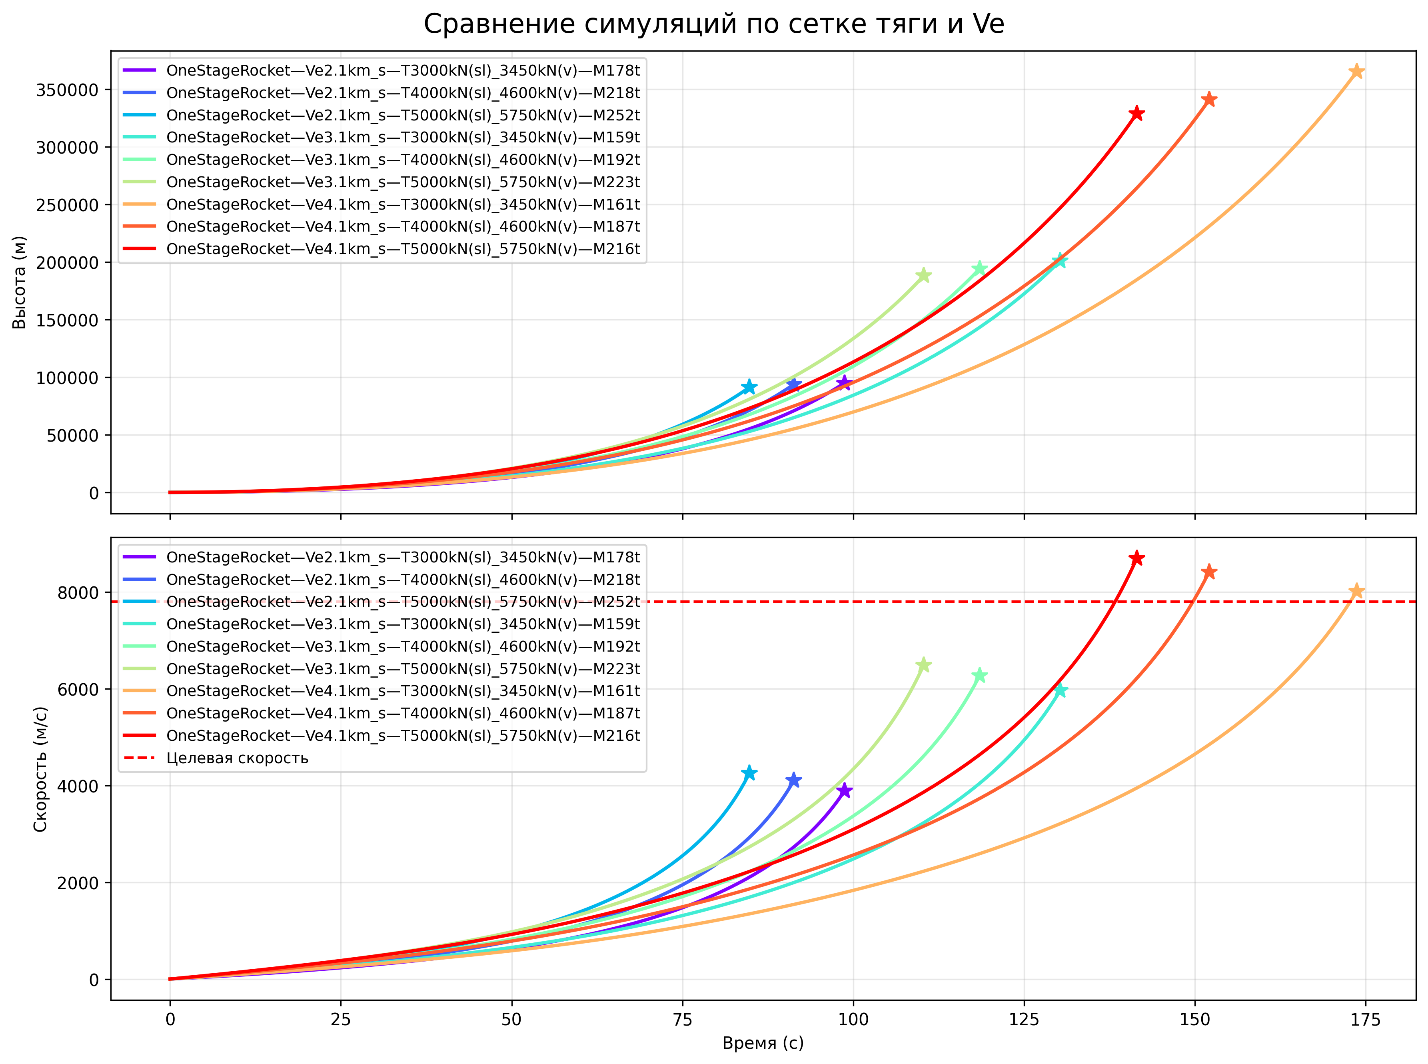 Сравнение симуляций по сетке тяги и Ve
OneStageRocket—Ve2.1km_s—T3000kN(sl)_3450kN(v)—M178t
OneStageRocket—Ve2.1km_s—T4000kN(sl)_4600kN(v)—M218t
OneStageRocket—Ve2.1km_s—T5000kN(sl)_5750kN(v)—M252t
OneStageRocket—Ve3.1km_s—T3000kN(sl)_3450kN(v)—M159t
OneStageRocket—Ve3.1km_s—T4000kN(sl)_4600kN(v)—M192t
OneStageRocket—Ve3.1km_s—T5000kN(sl)_5750kN(v)—M223t
OneStageRocket—Ve4.1km_s—T3000kN(sl)_3450kN(v)—M161t
OneStageRocket—Ve4.1km_s—T4000kN(sl)_4600kN(v)—M187t
OneStageRocket—Ve4.1km_s—T5000kN(sl)_5750kN(v)—M216t
Высота (м)
350000
300000
250000
200000
150000
100000
50000
0
OneStageRocket—Ve2.1km_s—T3000kN(sl)_3450kN(v)—M178t
OneStageRocket—Ve2.1km_s—T4000kN(sl)_4600kN(v)—M218t
OneStageRocket—Ve2.1km_s—T5000kN(sl)_5750kN(v)—M252t
OneStageRocket—Ve3.1km_s—T3000kN(sl)_3450kN(v)—M159t
OneStageRocket—Ve3.1km_s—T4000kN(sl)_4600kN(v)—M192t
OneStageRocket—Ve3.1km_s—T5000kN(sl)_5750kN(v)—M223t
OneStageRocket—Ve4.1km_s—T3000kN(sl)_3450kN(v)—M161t
OneStageRocket—Ve4.1km_s—T4000kN(sl)_4600kN(v)—M187t
OneStageRocket—Ve4.1km_s—T5000kN(sl)_5750kN(v)—M216t
Целевая скорость
Скорость (м/с)
8000
6000
4000
2000
0
0 25 50 75 100 125 150 175
Время (с)